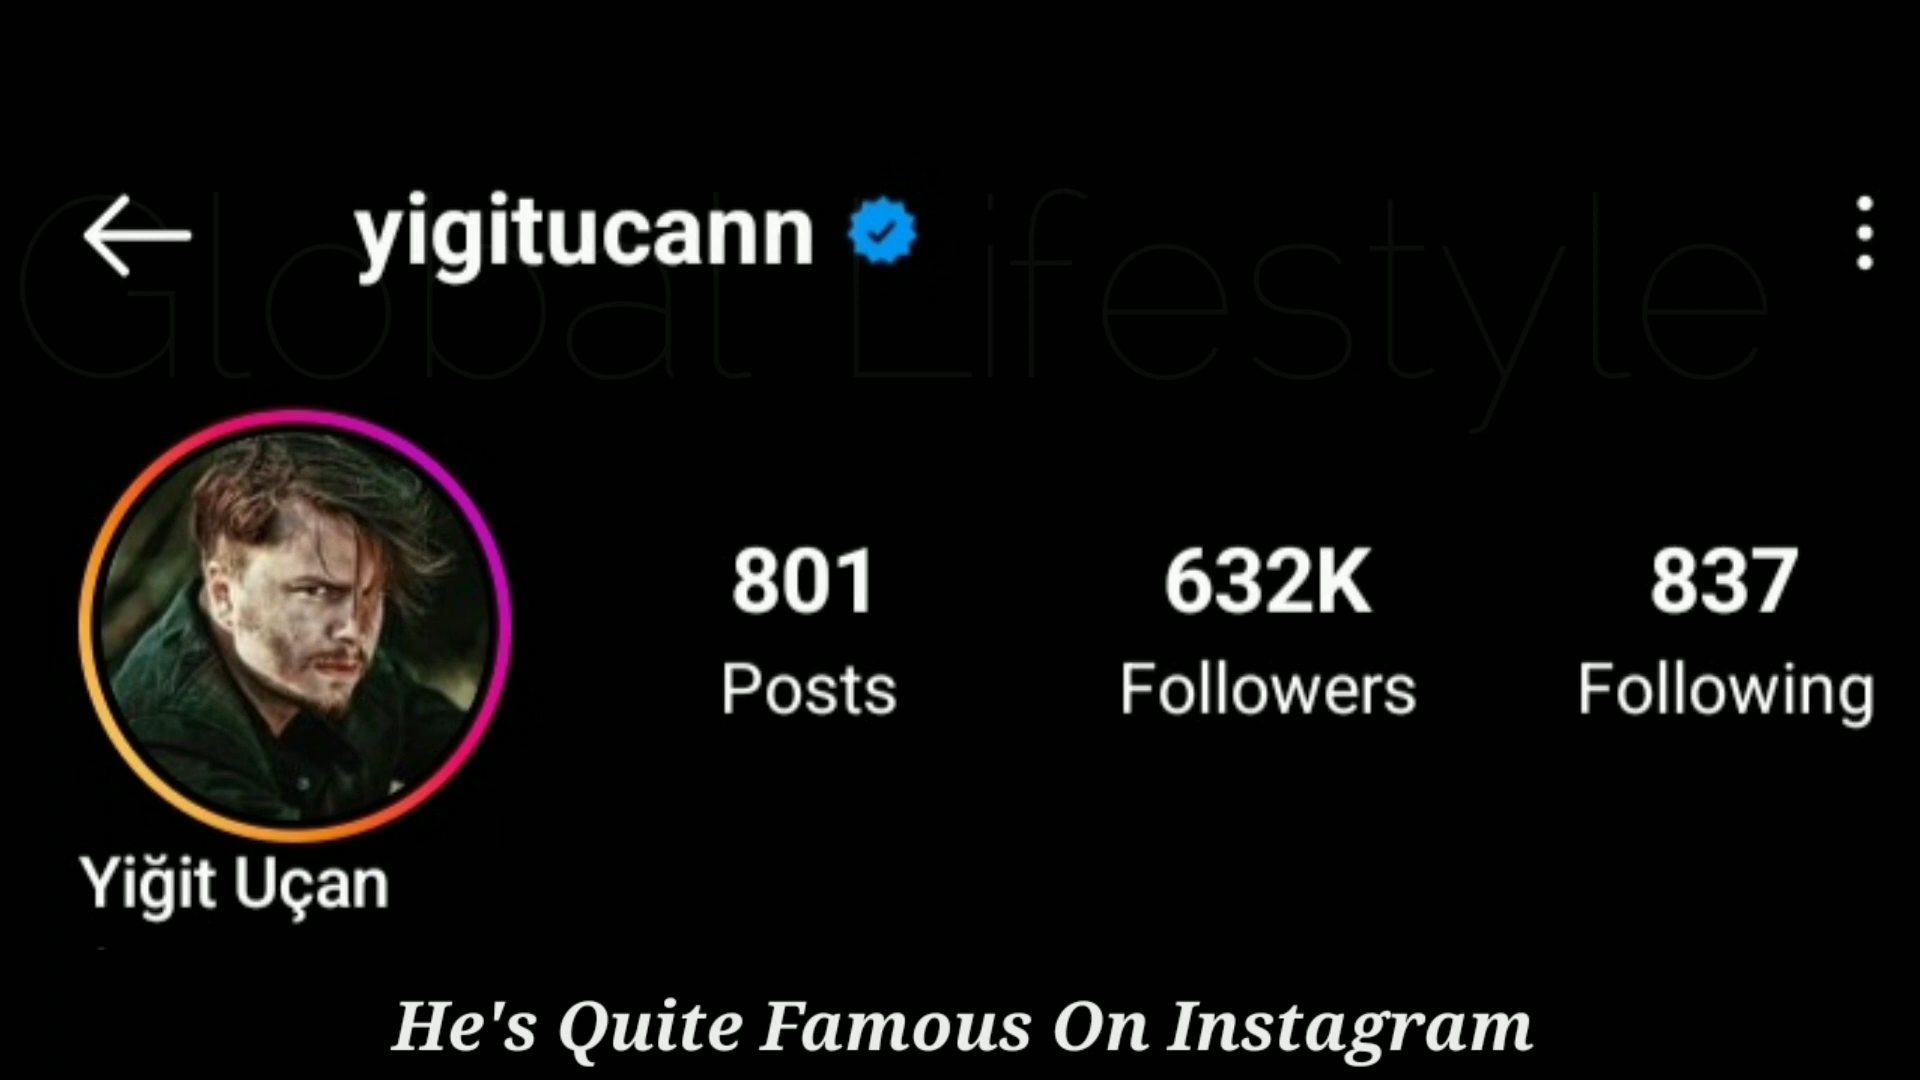 yigitucann
Global Lifestyle
801 632K 837
Posts Followers Following
Yiğit Uçan
He's Quite Famous On Instagram